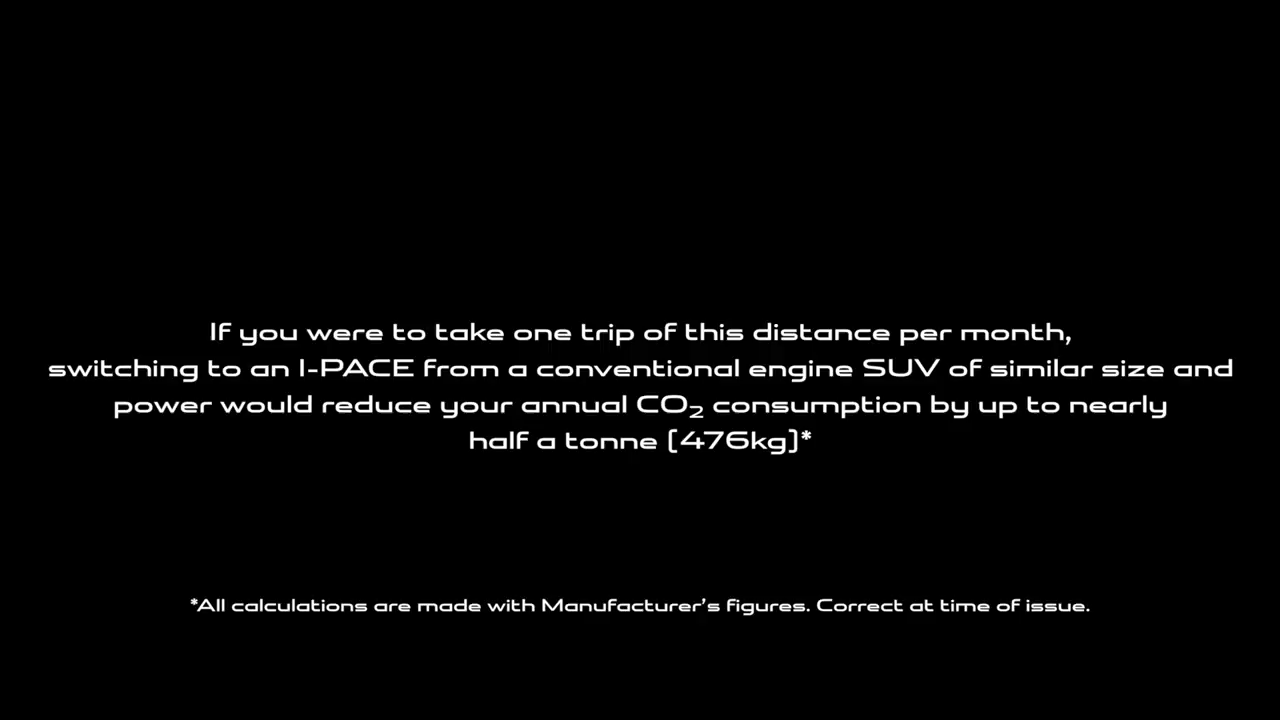 If you were to take one trip of this distance per month,
switching to an I-PACE from a conventional engine SUV of similar size and
power would reduce your annual CO₂ consumption by up to nearly
half a tonne (476kg)*
*All calculations are made with Manufacturer's figures. Correct at time of issue.